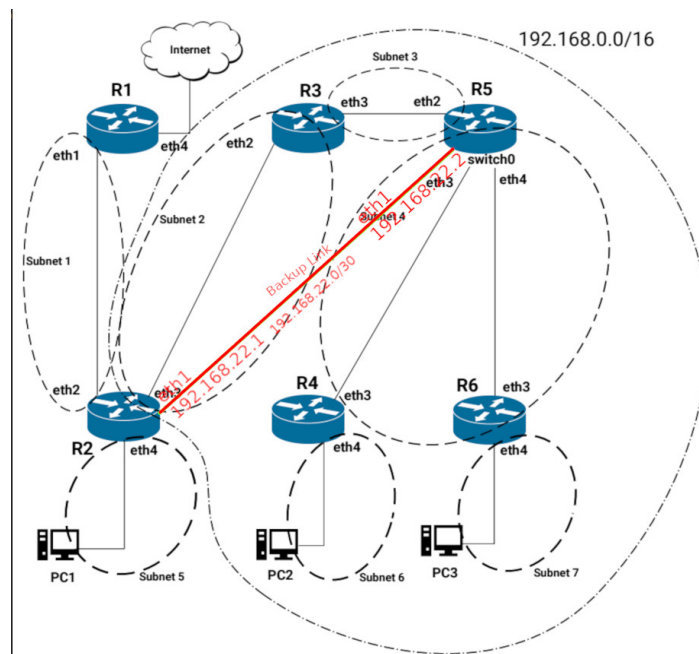 192.168.0.0/16
Internet
Subnet 3
R1
R3
R5
eth3
eth2
eth1
eth4
eth2
switch0
eth3
eth4
eth1
192.168.22.2
Subnet 2
Subnet 4
Subnet 1
Backup Link
192.168.22.0/30
eth1
192.168.22.1
eth2
eth3
R4
eth3
R6
eth3
R2
eth4
eth4
eth4
PC1
Subnet 5
PC2
Subnet 6
PC3
Subnet 7